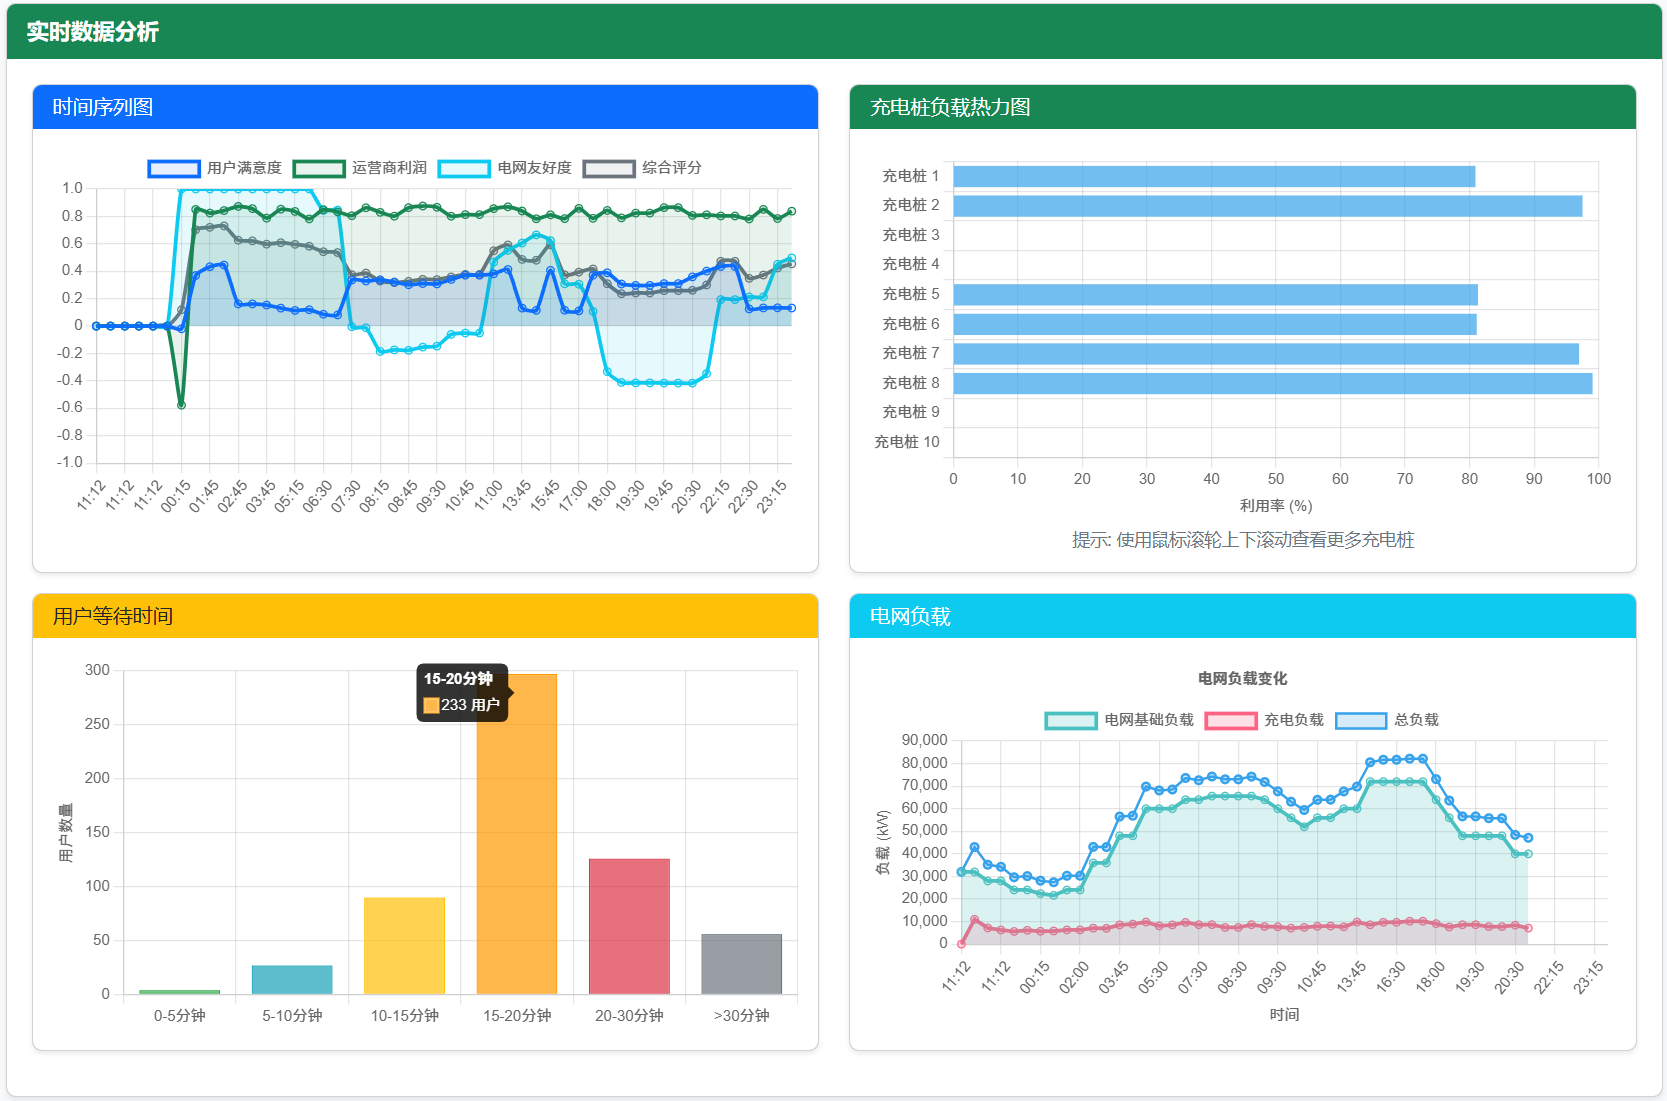 实时数据分析
时间序列图
用户满意度 运营商利润 电网友好度 综合评分
1.0
0.8
0.6
0.4
0.2
0
-0.2
-0.4
-0.6
-0.8
-1.0
11:12 11:12 11:12 00:15 01:45 02:45 03:45 05:15 06:30 07:30 08:15 08:45 09:30 10:45 11:00 13:45 15:45 17:00 18:00 19:30 19:45 20:30 22:15 22:30 23:15
充电桩负载热力图
充电桩 1
充电桩 2
充电桩 3
充电桩 4
充电桩 5
充电桩 6
充电桩 7
充电桩 8
充电桩 9
充电桩 10
0 10 20 30 40 50 60 70 80 90 100
利用率 (%)
提示: 使用鼠标滚轮上下滚动查看更多充电桩
用户等待时间
用户数量
300
250
200
150
100
50
0
15-20分钟
233 用户
0-5分钟 5-10分钟 10-15分钟 15-20分钟 20-30分钟 >30分钟
电网负载
电网负载变化
电网基础负载 充电负载 总负载
负载 (kW)
90,000
80,000
70,000
60,000
50,000
40,000
30,000
20,000
10,000
0
11:12 11:12 00:15 02:00 03:45 05:30 07:30 08:30 09:30 10:45 13:45 16:30 18:00 19:30 20:30 22:15 23:15
时间